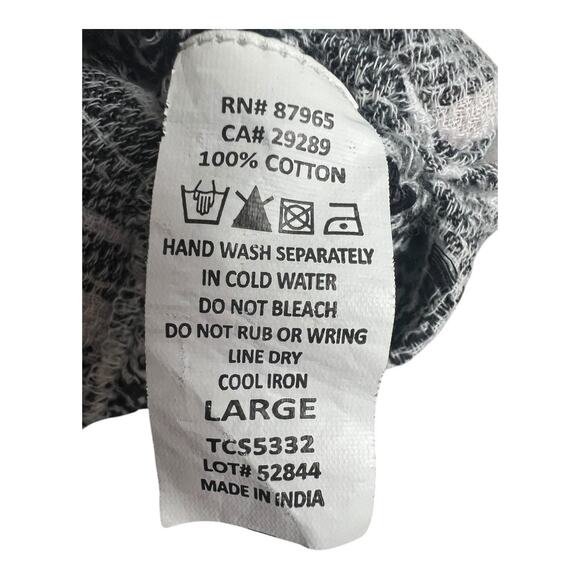 RN# 87965
CA# 29289
100% COTTON
HAND WASH SEPARATELY
IN COLD WATER
DO NOT BLEACH
DO NOT RUB OR WRING
LINE DRY
COOL IRON
LARGE
TCS5332
LOT# 52844
MADE IN INDIA